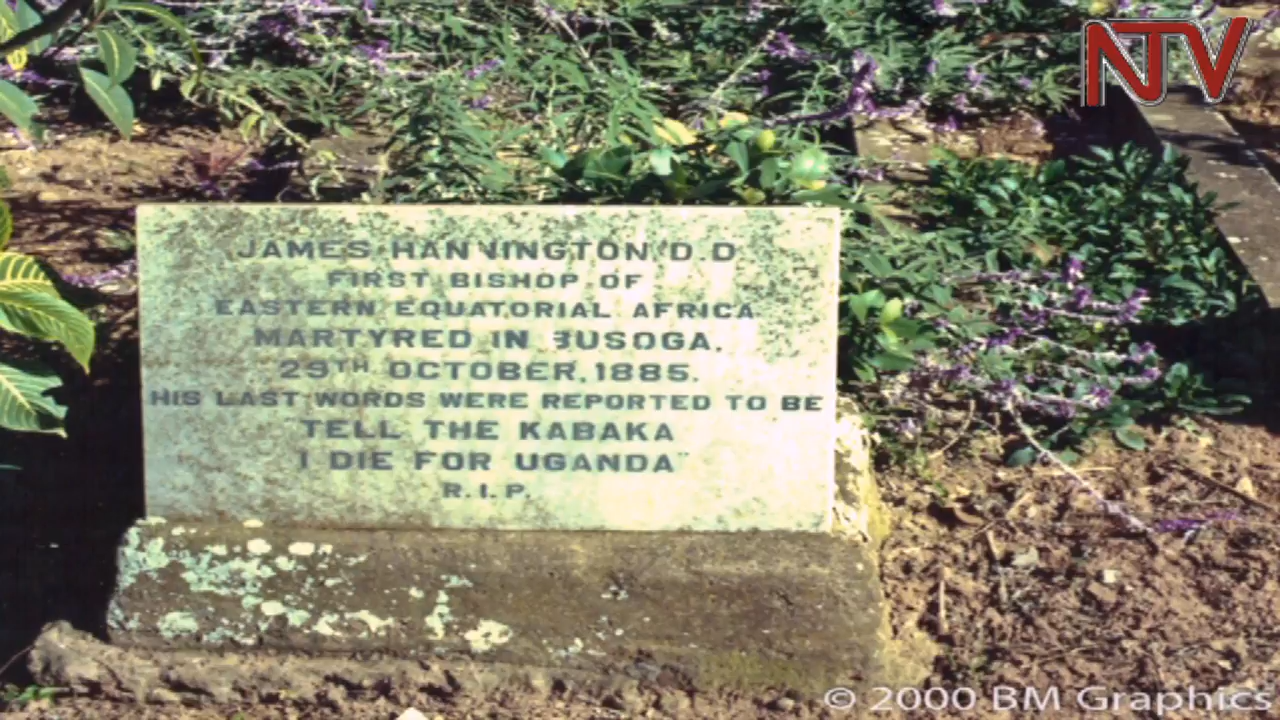 NTV
JAMES HANNINGTON, D.D
FIRST BISHOP OF
EASTERN EQUATORIAL AFRICA
MARTYRED IN BUSOGA.
29TH OCTOBER, 1885.
HIS LAST WORDS WERE REPORTED TO BE
"TELL THE KABAKA
I DIE FOR UGANDA"
R.I.P.
© 2000 BM Graphics